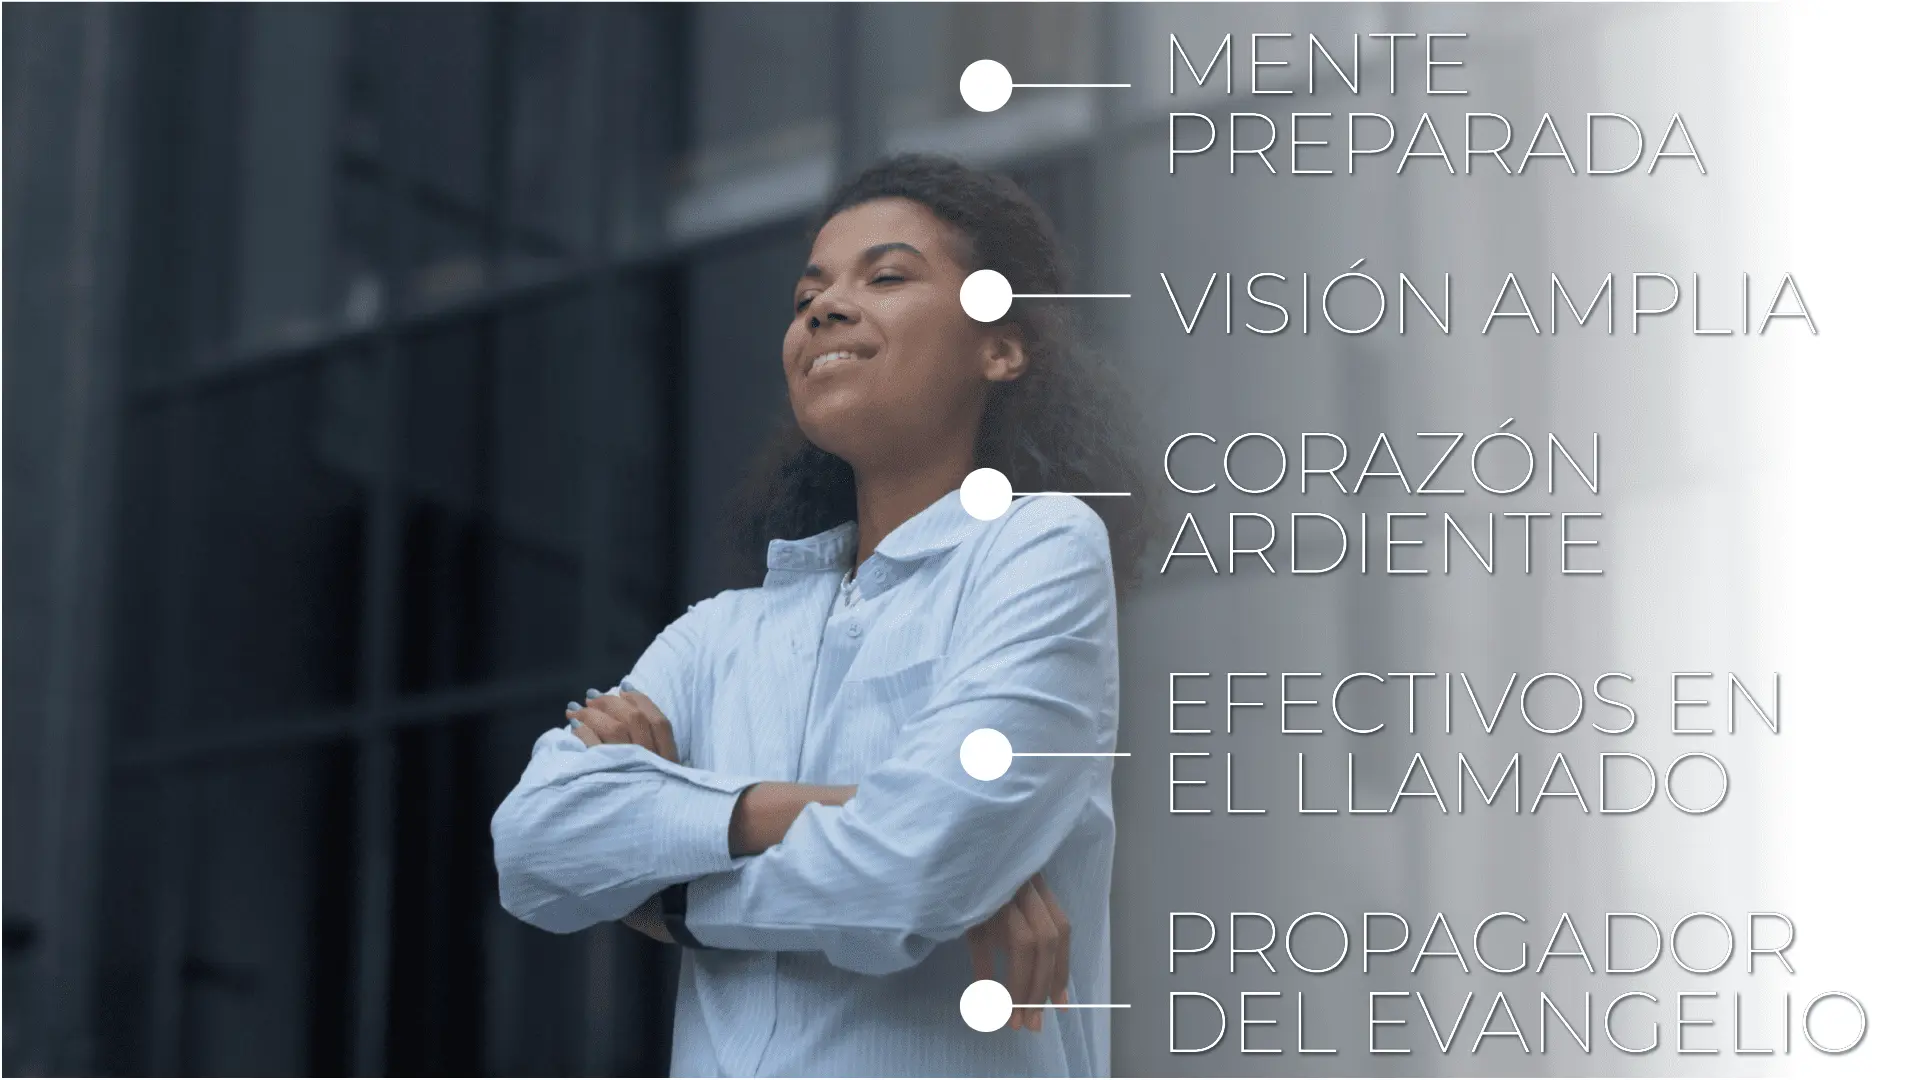 MENTE
PREPARADA
VISIÓN AMPLIA
CORAZÓN
ARDIENTE
EFECTIVOS EN
EL LLAMADO
PROPAGADOR
DEL EVANGELIO